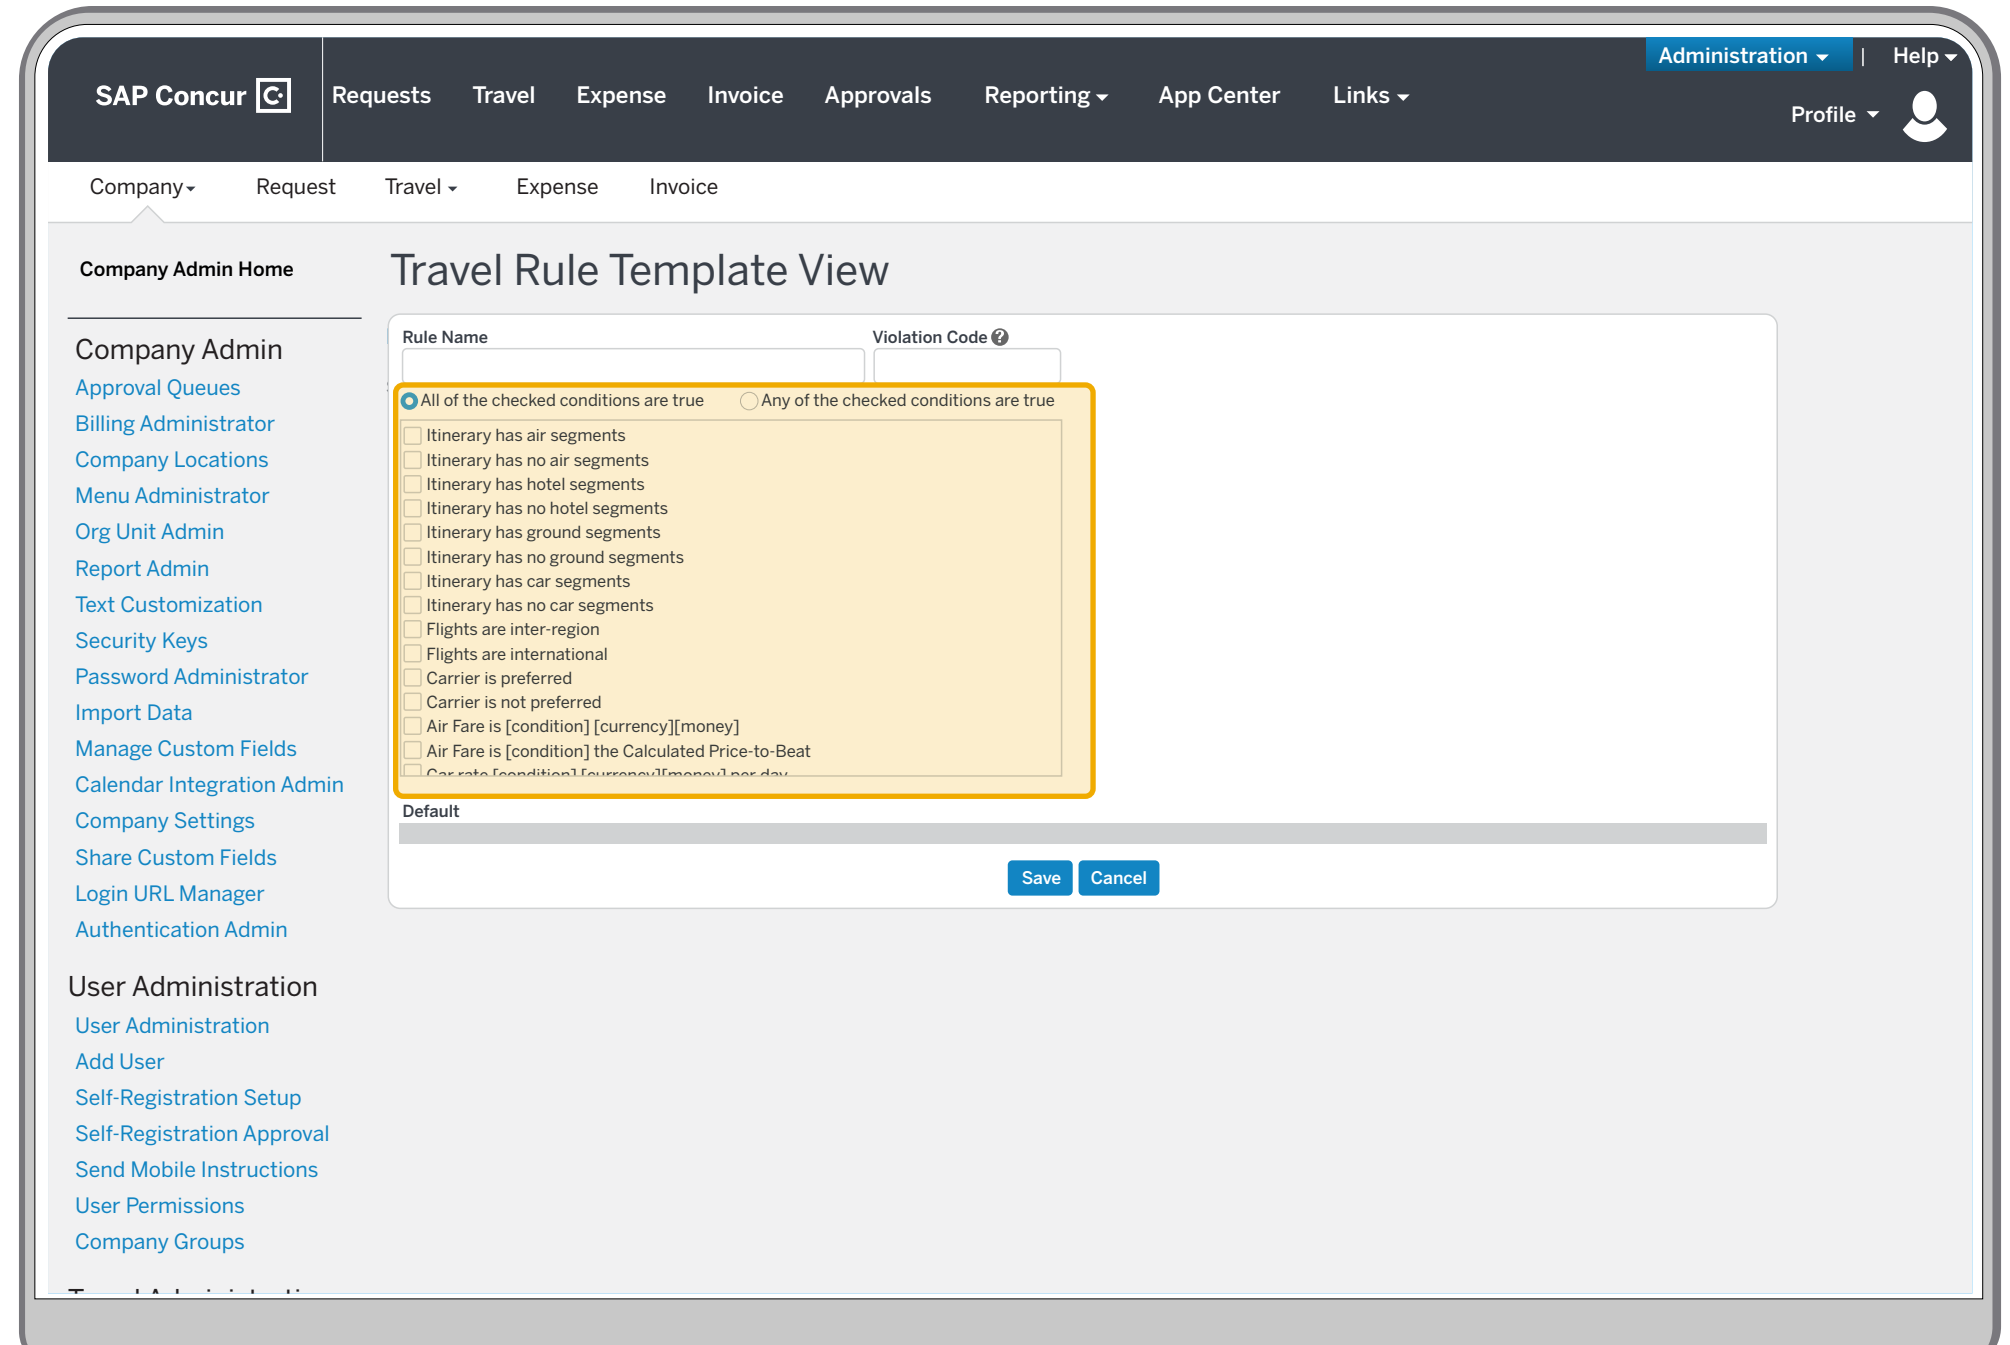 Administration | Help
SAP Concur C. Requests Travel Expense Invoice Approvals Reporting App Center Links
Profile
Company Request Travel Expense Invoice
Company Admin Home
Travel Rule Template View
Company Admin
Approval Queues
Billing Administrator
Company Locations
Menu Administrator
Org Unit Admin
Report Admin
Text Customization
Security Keys
Password Administrator
Import Data
Manage Custom Fields
Calendar Integration Admin
Company Settings
Share Custom Fields
Login URL Manager
Authentication Admin
User Administration
User Administration
Add User
Self-Registration Setup
Self-Registration Approval
Send Mobile Instructions
User Permissions
Company Groups
Rule Name Violation Code ?
All of the checked conditions are true Any of the checked conditions are true
Itinerary has air segments
Itinerary has no air segments
Itinerary has hotel segments
Itinerary has no hotel segments
Itinerary has ground segments
Itinerary has no ground segments
Itinerary has car segments
Itinerary has no car segments
Flights are inter-region
Flights are international
Carrier is preferred
Carrier is not preferred
Air Fare is [condition] [currency][money]
Air Fare is [condition] the Calculated Price-to-Beat
Car rate [condition] [currency][money] per day
Default
Save Cancel